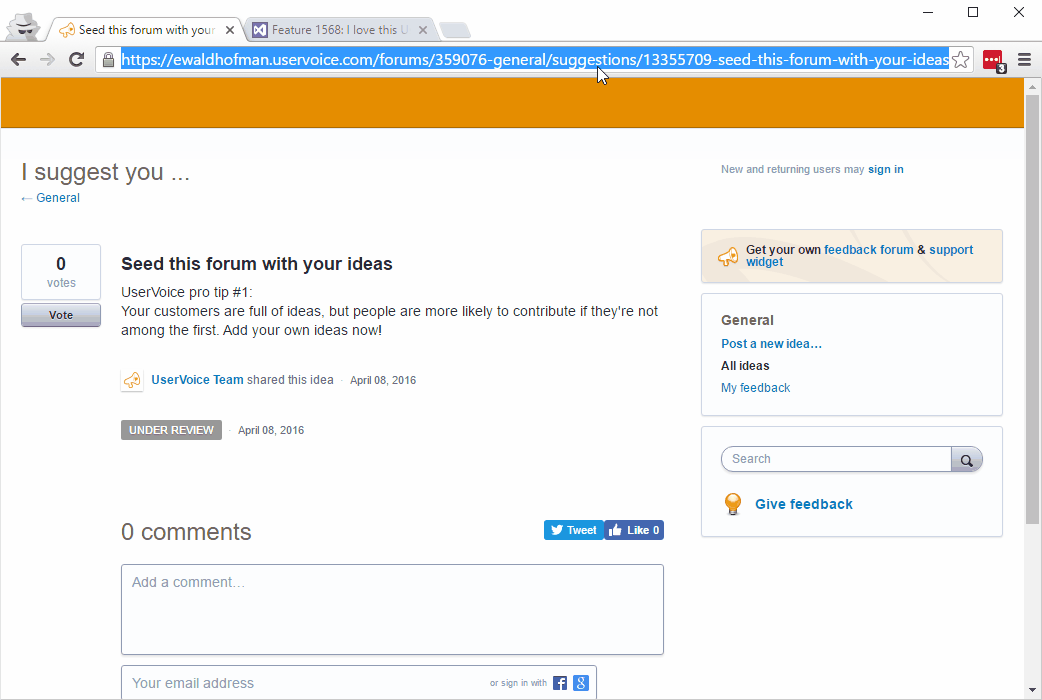 Seed this forum with your
Feature 1568: I love this U
https://ewaldhofman.uservoice.com/forums/359076-general/suggestions/13355709-seed-this-forum-with-your-ideas
3
I suggest you ...
← General
New and returning users may sign in
0
votes
Vote
Seed this forum with your ideas
UserVoice pro tip #1:
Your customers are full of ideas, but people are more likely to contribute if they're not
among the first. Add your own ideas now!
UserVoice Team shared this idea · April 08, 2016
UNDER REVIEW · April 08, 2016
Get your own feedback forum & support
widget
General
Post a new idea…
All ideas
My feedback
Search
Give feedback
0 comments
Tweet
Like 0
Add a comment…
Your email address
or sign in with